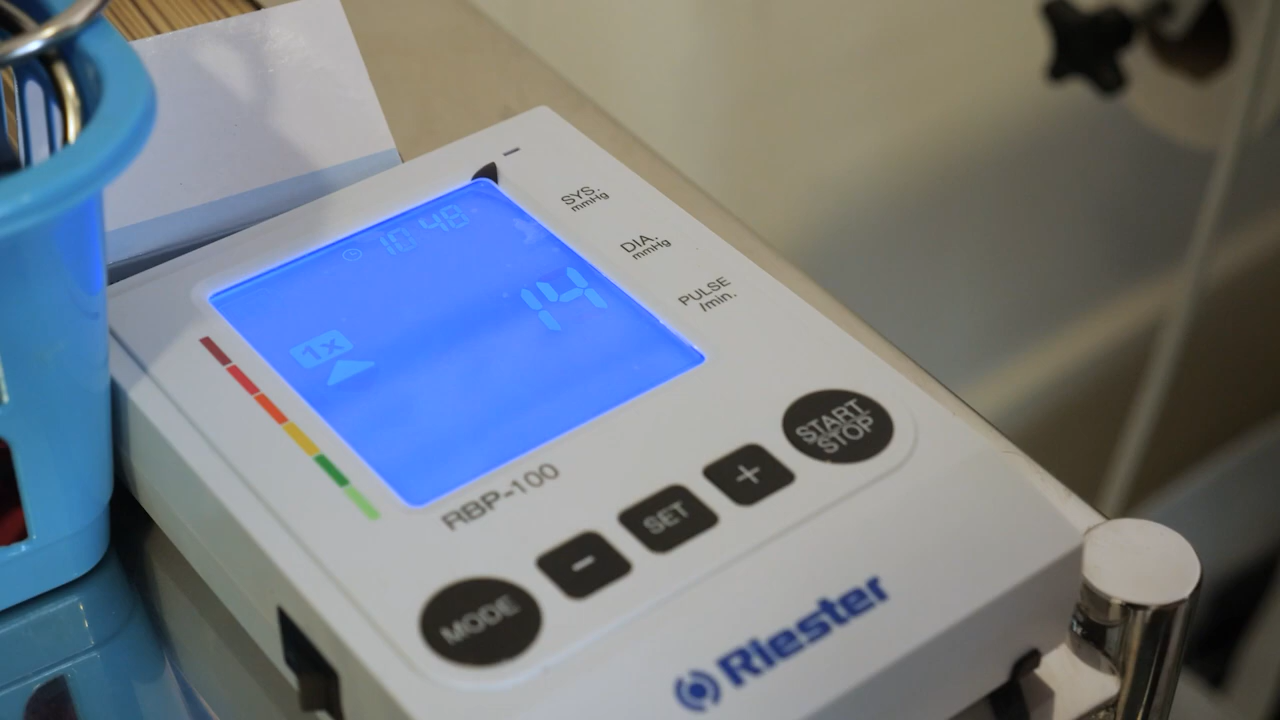 SYS.
mmHg
10:48
DIA.
mmHg
14
PULSE
/min.
1x
RBP-100
MODE
-
SET
+
START
STOP
Riester